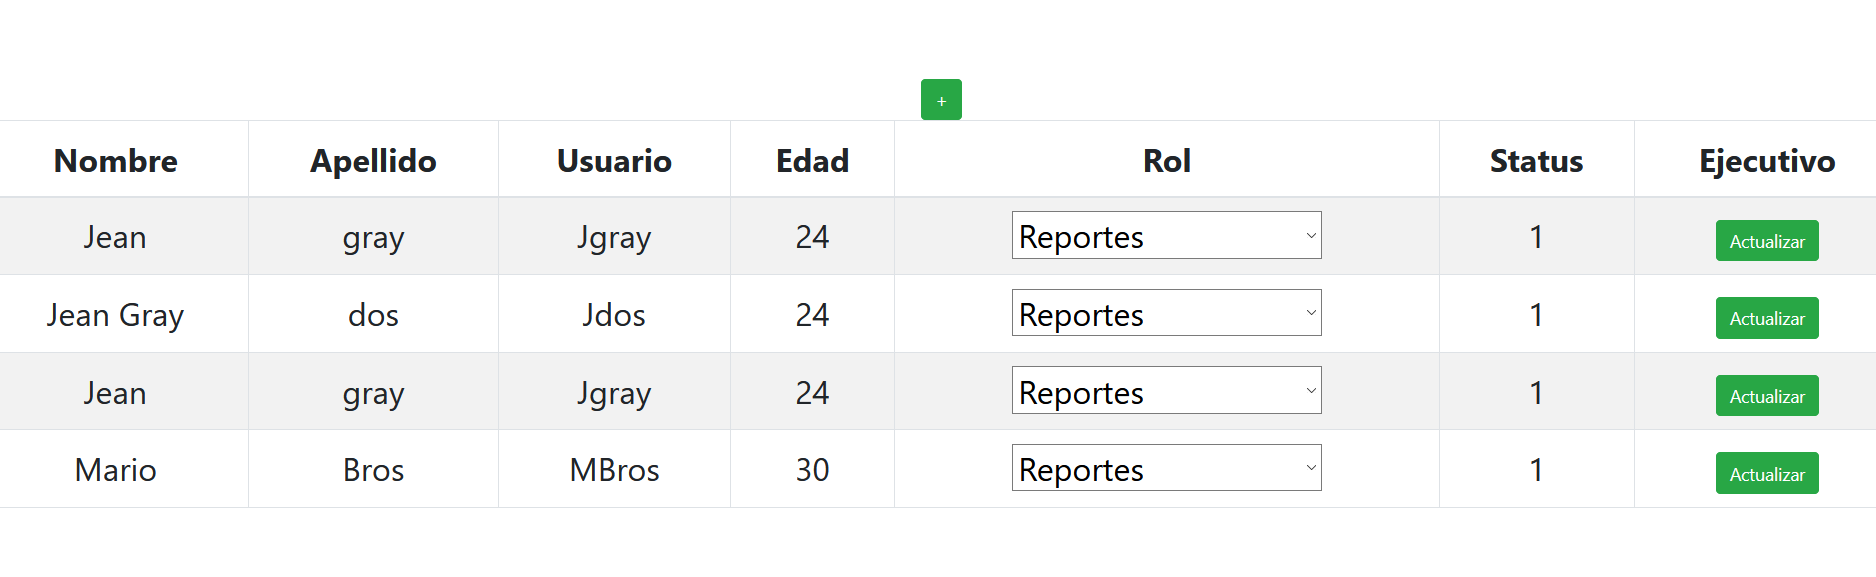 +
Nombre Apellido Usuario Edad Rol Status Ejecutivo
Jean gray Jgray 24 Reportes 1 Actualizar
Jean Gray dos Jdos 24 Reportes 1 Actualizar
Jean gray Jgray 24 Reportes 1 Actualizar
Mario Bros MBros 30 Reportes 1 Actualizar